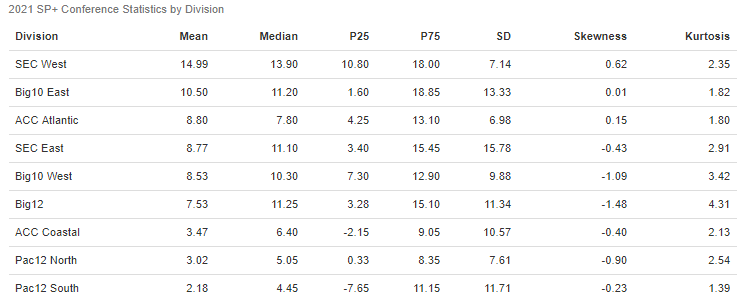 2021 SP+ Conference Statistics by Division
Division Mean Median P25 P75 SD Skewness Kurtosis
SEC West 14.99 13.90 10.80 18.00 7.14 0.62 2.35
Big10 East 10.50 11.20 1.60 18.85 13.33 0.01 1.82
ACC Atlantic 8.80 7.80 4.25 13.10 6.98 0.15 1.80
SEC East 8.77 11.10 3.40 15.45 15.78 -0.43 2.91
Big10 West 8.53 10.30 7.30 12.90 9.88 -1.09 3.42
Big12 7.53 11.25 3.28 15.10 11.34 -1.48 4.31
ACC Coastal 3.47 6.40 -2.15 9.05 10.57 -0.40 2.13
Pac12 North 3.02 5.05 0.33 8.35 7.61 -0.90 2.54
Pac12 South 2.18 4.45 -7.65 11.15 11.71 -0.23 1.39